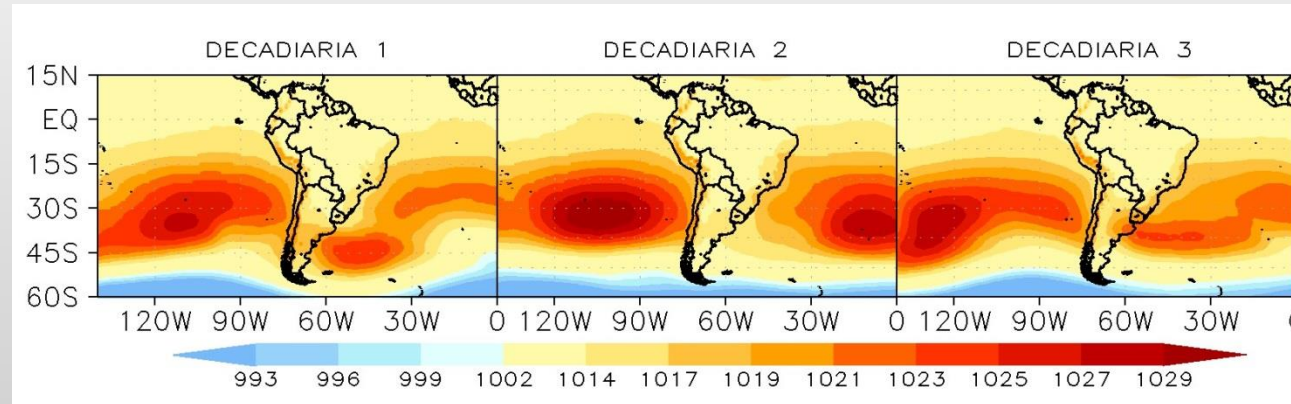 DECADIARIA 1 DECADIARIA 2 DECADIARIA 3
15N
EQ
15S
30S
45S
60S
120W 90W 60W 30W 0 120W 90W 60W 30W 0 120W 90W 60W 30W
993 996 999 1002 1014 1017 1019 1021 1023 1025 1027 1029